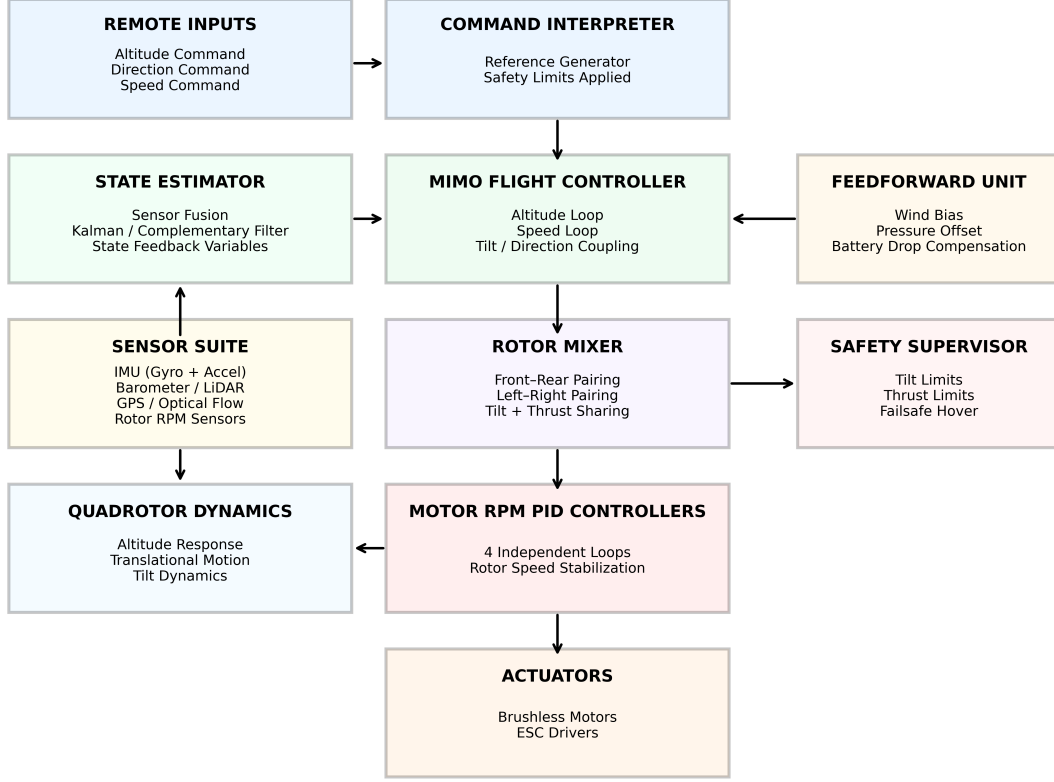 REMOTE INPUTS
Altitude Command
Direction Command
Speed Command
COMMAND INTERPRETER
Reference Generator
Safety Limits Applied
STATE ESTIMATOR
Sensor Fusion
Kalman / Complementary Filter
State Feedback Variables
MIMO FLIGHT CONTROLLER
Altitude Loop
Speed Loop
Tilt / Direction Coupling
FEEDFORWARD UNIT
Wind Bias
Pressure Offset
Battery Drop Compensation
SENSOR SUITE
IMU (Gyro + Accel)
Barometer / LiDAR
GPS / Optical Flow
Rotor RPM Sensors
ROTOR MIXER
Front–Rear Pairing
Left–Right Pairing
Tilt + Thrust Sharing
SAFETY SUPERVISOR
Tilt Limits
Thrust Limits
Failsafe Hover
QUADROTOR DYNAMICS
Altitude Response
Translational Motion
Tilt Dynamics
MOTOR RPM PID CONTROLLERS
4 Independent Loops
Rotor Speed Stabilization
ACTUATORS
Brushless Motors
ESC Drivers